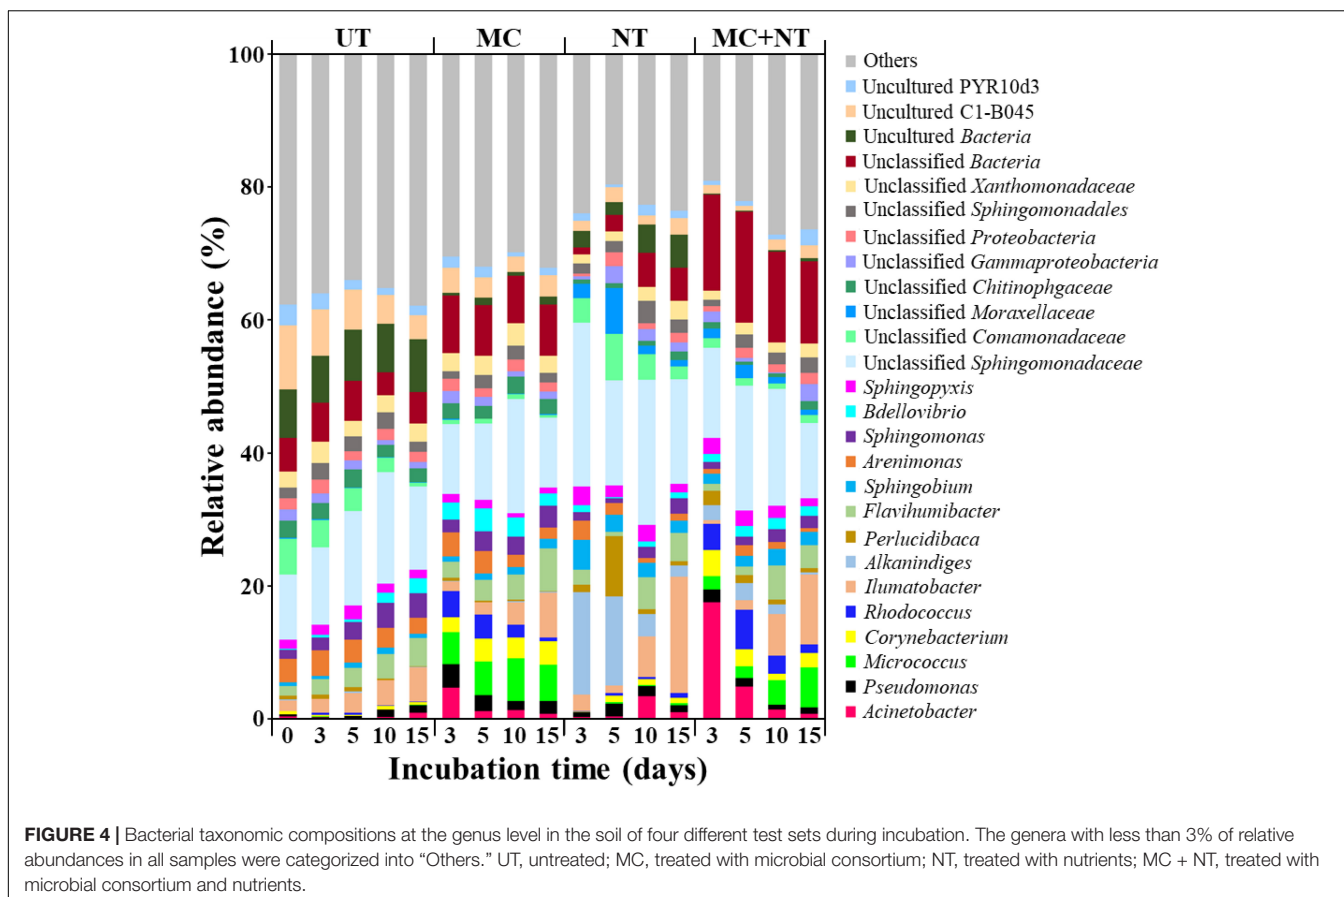 UT MC NT MC+NT
Relative abundance (%)
100
80
60
40
20
0
0 3 5 10 15 3 5 10 15 3 5 10 15 3 5 10 15
Incubation time (days)
Others
Uncultured PYR10d3
Uncultured C1-B045
Uncultured Bacteria
Unclassified Bacteria
Unclassified Xanthomonadaceae
Unclassified Sphingomonadales
Unclassified Proteobacteria
Unclassified Gammaproteobacteria
Unclassified Chitinophgaceae
Unclassified Moraxellaceae
Unclassified Comamonadaceae
Unclassified Sphingomonadaceae
Sphingopyxis
Bdellovibrio
Sphingomonas
Arenimonas
Sphingobium
Flavihumibacter
Perlucidibaca
Alkanindiges
Ilumatobacter
Rhodococcus
Corynebacterium
Micrococcus
Pseudomonas
Acinetobacter
FIGURE 4 | Bacterial taxonomic compositions at the genus level in the soil of four different test sets during incubation. The genera with less than 3% of relative
abundances in all samples were categorized into “Others.” UT, untreated; MC, treated with microbial consortium; NT, treated with nutrients; MC + NT, treated with
microbial consortium and nutrients.